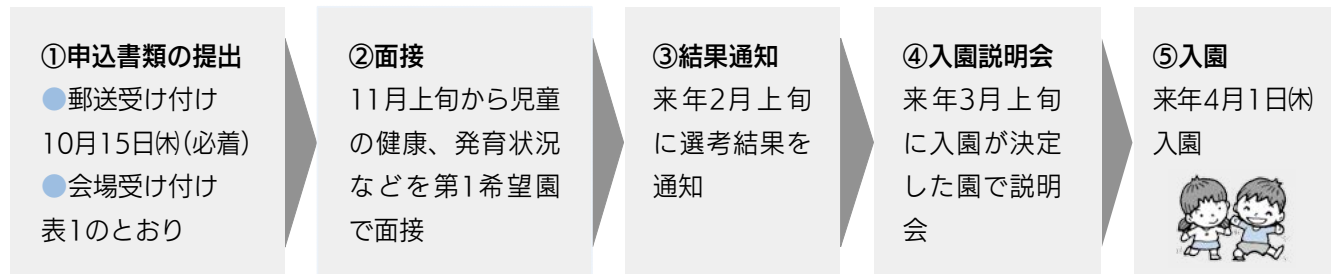 ①申込書類の提出
●郵送受け付け
10月15日㈭(必着)
●会場受け付け
表1のとおり
②面接
11月上旬から児童
の健康、発育状況
などを第1希望園
で面接
③結果通知
来年2月上旬
に選考結果を
通知
④入園説明会
来年3月上旬
に入園が決定
した園で説明
会
⑤入園
来年4月1日㈭
入園